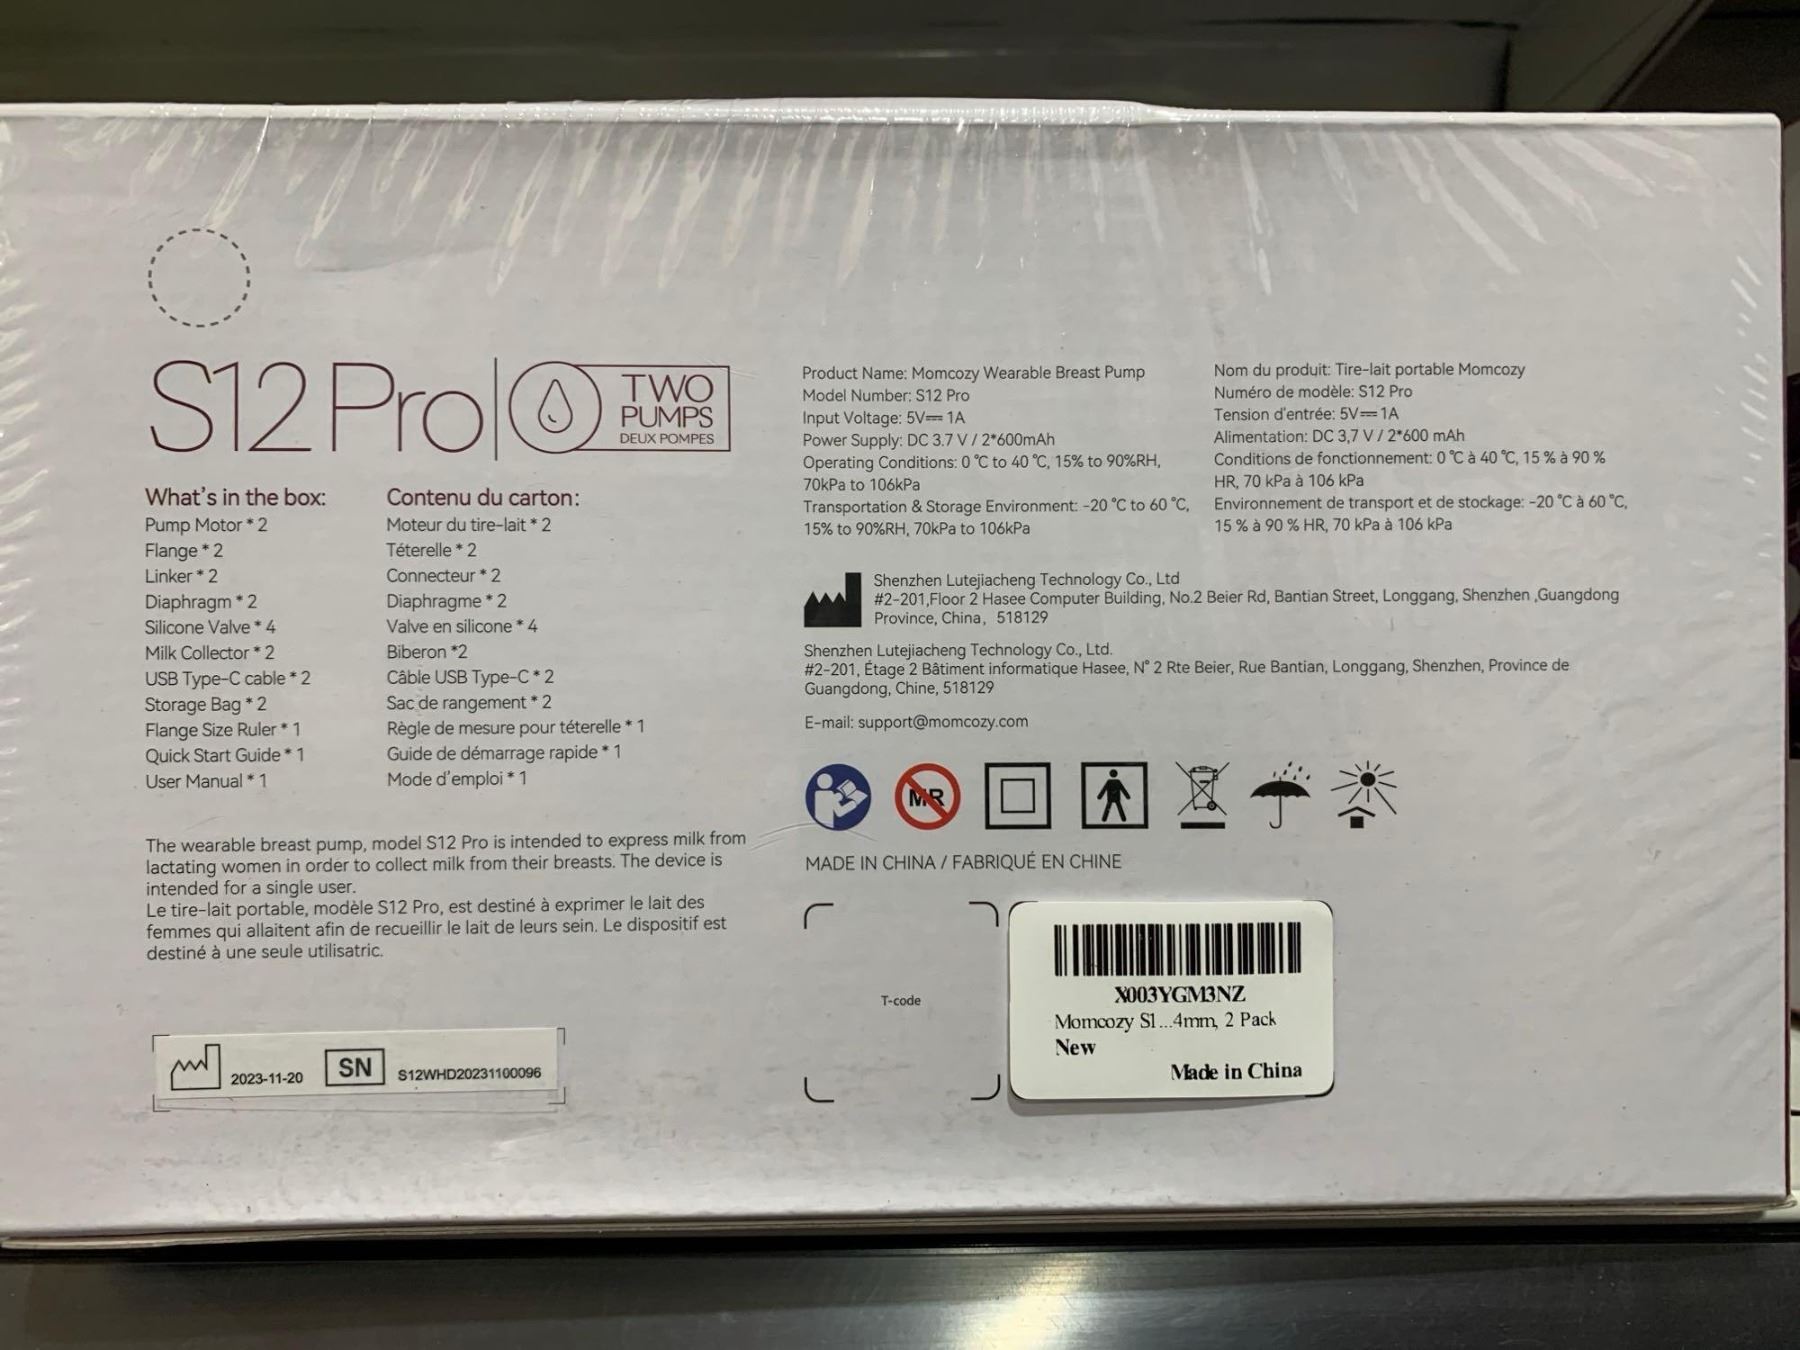 S12 Pro
TWO
PUMPS
DEUX POMPES
What's in the box:
Pump Motor * 2
Flange * 2
Linker * 2
Diaphragm * 2
Silicone Valve * 4
Milk Collector * 2
USB Type-C cable * 2
Storage Bag * 2
Flange Size Ruler * 1
Quick Start Guide * 1
User Manual * 1
Contenu du carton:
Moteur du tire-lait * 2
Téterelle * 2
Connecteur * 2
Diaphragme * 2
Valve en silicone * 4
Biberon *2
Câble USB Type-C * 2
Sac de rangement * 2
Règle de mesure pour téterelle * 1
Guide de démarrage rapide * 1
Mode d'emploi * 1
The wearable breast pump, model S12 Pro is intended to express milk from
lactating women in order to collect milk from their breasts. The device is
intended for a single user.
Le tire-lait portable, modèle S12 Pro, est destiné à exprimer le lait des
femmes qui allaitent afin de recueillir le lait de leurs sein. Le dispositif est
destiné à une seule utilisatric.
2023-11-20
SN
S12WHD20231100096
Product Name: Momcozy Wearable Breast Pump
Model Number: S12 Pro
Input Voltage: 5V⎓ 1A
Power Supply: DC 3.7 V / 2*600mAh
Operating Conditions: 0 ℃ to 40 ℃, 15% to 90%RH,
70kPa to 106kPa
Transportation & Storage Environment: -20 ℃ to 60 ℃,
15% to 90%RH, 70kPa to 106kPa
Nom du produit: Tire-lait portable Momcozy
Numéro de modèle: S12 Pro
Tension d'entrée: 5V⎓ 1A
Alimentation: DC 3,7 V / 2*600 mAh
Conditions de fonctionnement: 0 ℃ à 40 ℃, 15 % à 90 %
HR, 70 kPa à 106 kPa
Environnement de transport et de stockage: -20 ℃ à 60 ℃,
15 % à 90 % HR, 70 kPa à 106 kPa
Shenzhen Lutejiacheng Technology Co., Ltd
#2-201,Floor 2 Hasee Computer Building, No.2 Beier Rd, Bantian Street, Longgang, Shenzhen ,Guangdong
Province, China, 518129
Shenzhen Lutejiacheng Technology Co., Ltd.
#2-201, Étage 2 Bâtiment informatique Hasee, N° 2 Rte Beier, Rue Bantian, Longgang, Shenzhen, Province de
Guangdong, Chine, 518129
E-mail: support@momcozy.com
MR
MADE IN CHINA / FABRIQUÉ EN CHINE
T-code
X003YGM3NZ
Momcozy S1...4mm, 2 Pack
New
Made in China